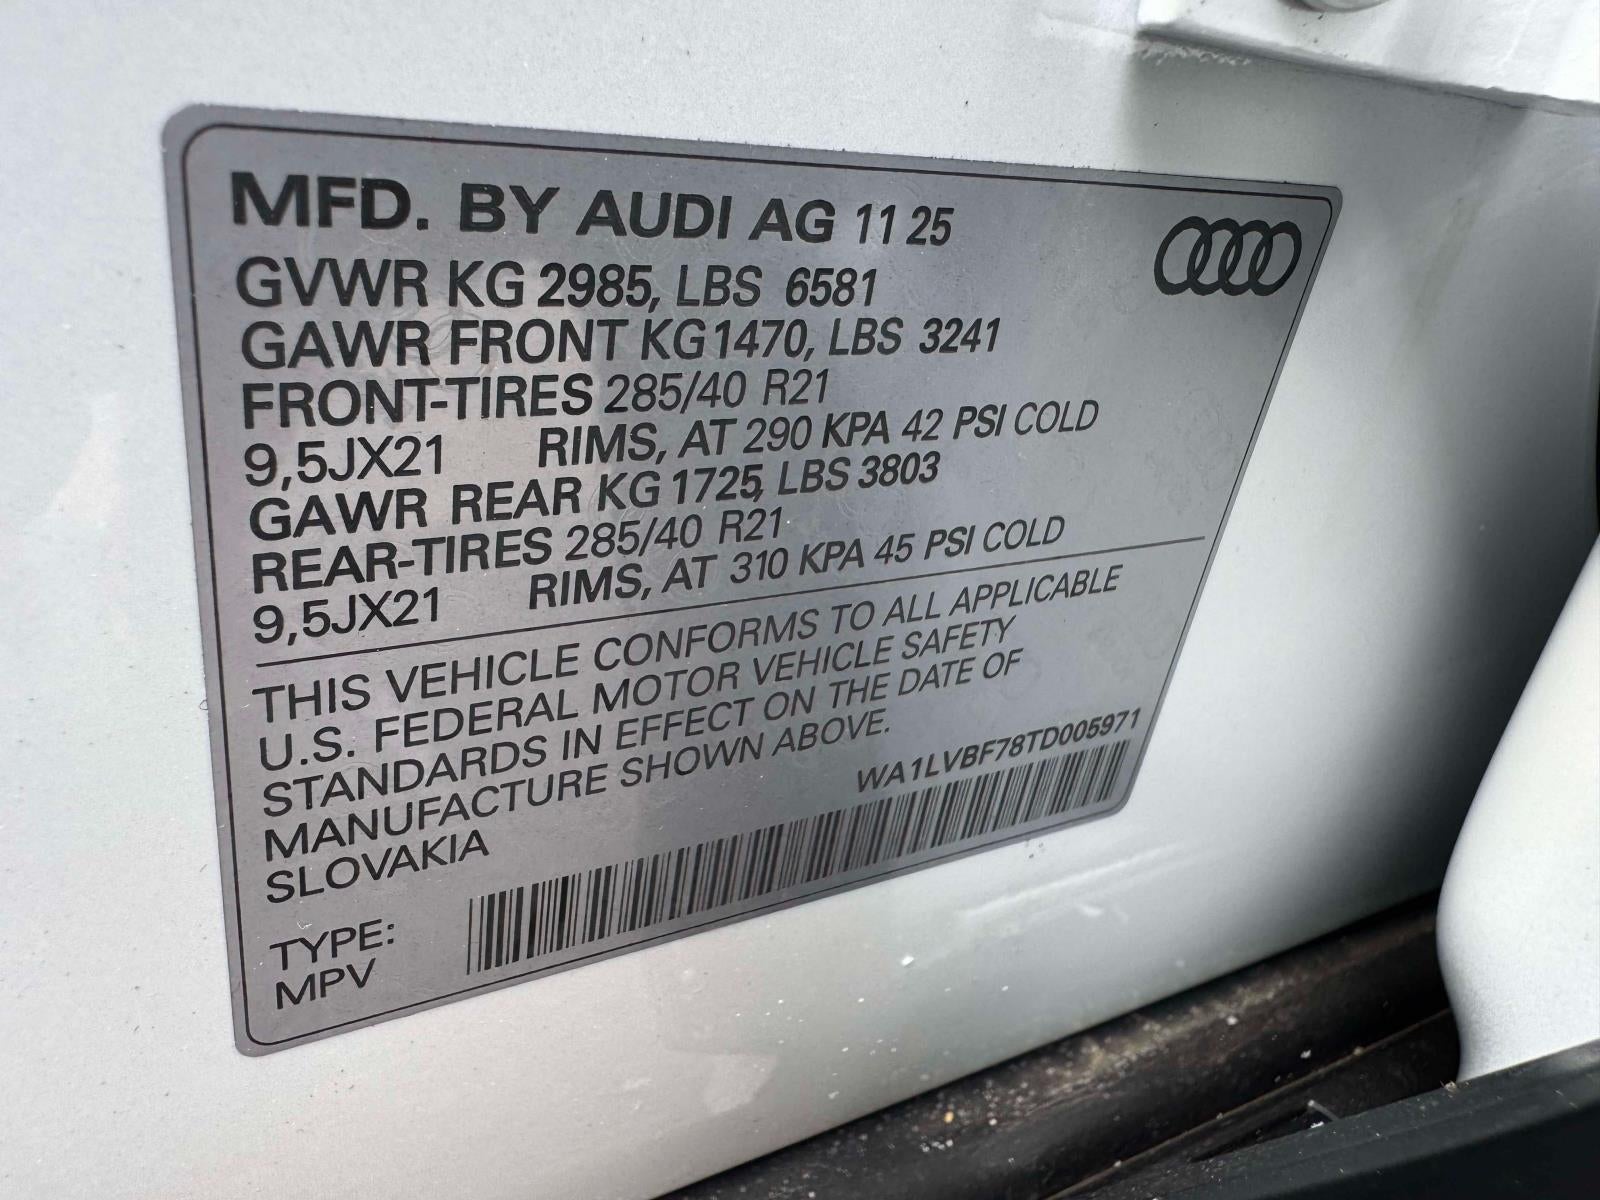 MFD. BY AUDI AG 11 25
GVWR KG 2985, LBS 6581
GAWR FRONT KG1470, LBS 3241
FRONT-TIRES 285/40 R21
9,5JX21 RIMS, AT 290 KPA 42 PSI COLD
GAWR REAR KG 1725, LBS 3803
REAR-TIRES 285/40 R21
9,5JX21 RIMS, AT 310 KPA 45 PSI COLD
THIS VEHICLE CONFORMS TO ALL APPLICABLE
U.S. FEDERAL MOTOR VEHICLE SAFETY
STANDARDS IN EFFECT ON THE DATE OF
MANUFACTURE SHOWN ABOVE.
SLOVAKIA
WA1LVBF78TD005971
TYPE:
MPV